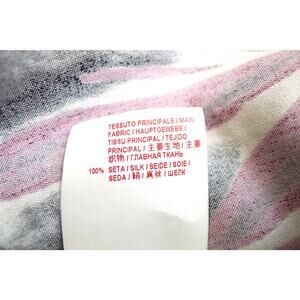 TESSUTO PRINCIPALE / MAIN
FABRIC / HAUPTGEWEBE /
TISSU PRINCIPAL / TEJIDO
PRINCIPAL / 主要生地 / 主要
织物 / ГЛАВНАЯ ТКАНЬ
100% SETA / SILK / SEIDE / SOIE /
SEDA / 絹 / 真丝 / ШЕЛК